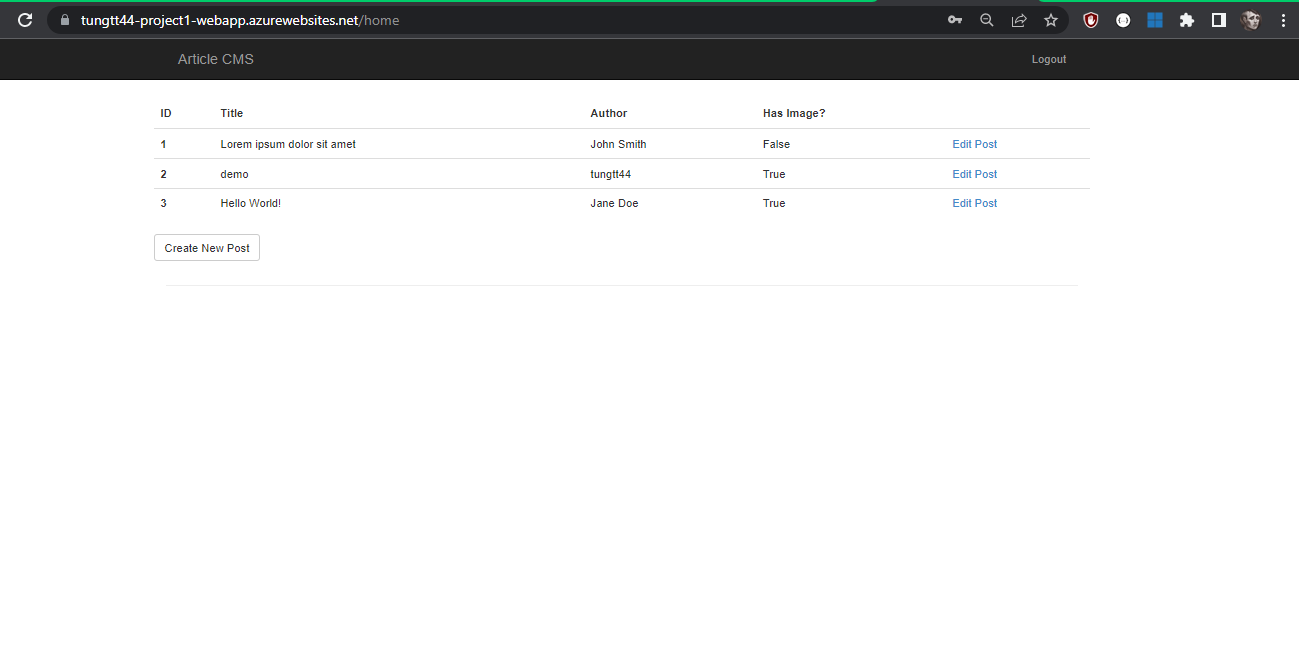 tungtt44-project1-webapp.azurewebsites.net/home
Article CMS Logout
ID Title Author Has Image?
1 Lorem ipsum dolor sit amet John Smith False Edit Post
2 demo tungtt44 True Edit Post
3 Hello World! Jane Doe True Edit Post
Create New Post